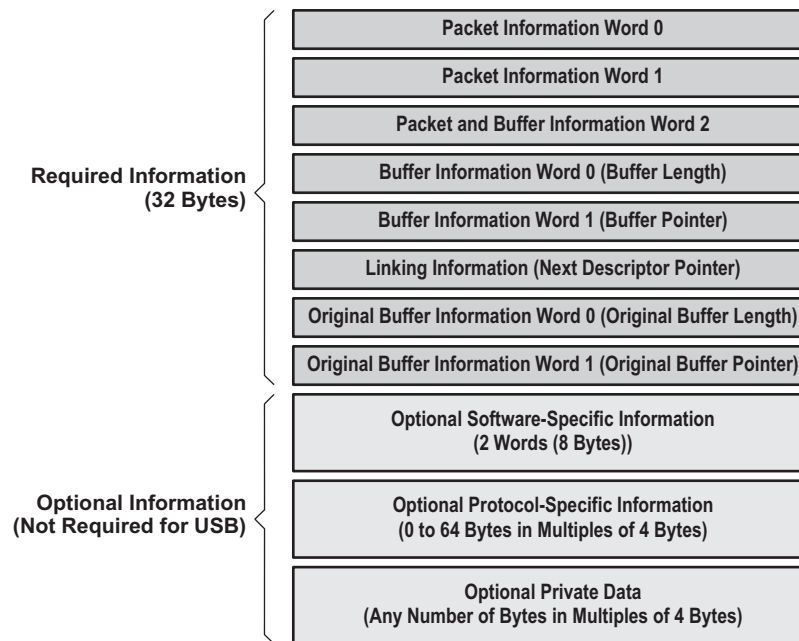 Packet Information Word 0
Packet Information Word 1
Packet and Buffer Information Word 2
Required Information
(32 Bytes)
Buffer Information Word 0 (Buffer Length)
Buffer Information Word 1 (Buffer Pointer)
Linking Information (Next Descriptor Pointer)
Original Buffer Information Word 0 (Original Buffer Length)
Original Buffer Information Word 1 (Original Buffer Pointer)
Optional Information
(Not Required for USB)
Optional Software-Specific Information
(2 Words (8 Bytes))
Optional Protocol-Specific Information
(0 to 64 Bytes in Multiples of 4 Bytes)
Optional Private Data
(Any Number of Bytes in Multiples of 4 Bytes)